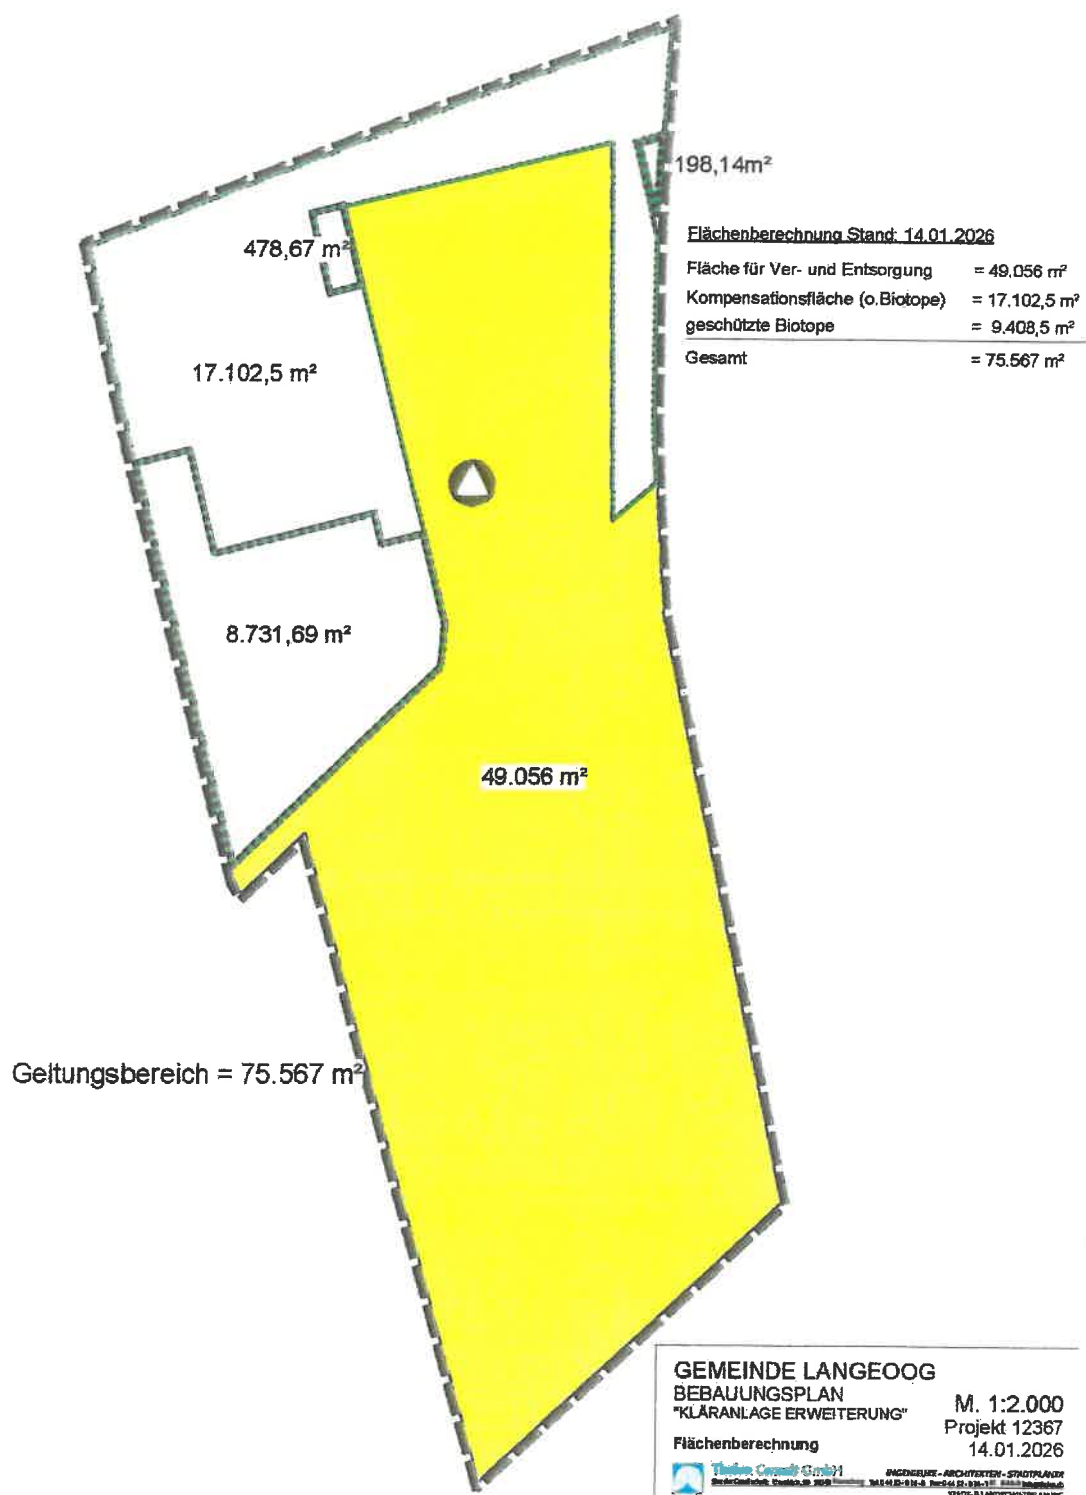 198,14m²
478,67 m²
Flächenberechnung Stand: 14.01.2026
Fläche für Ver- und Entsorgung = 49.056 m²
Kompensationsfläche (o.Biotope) = 17.102,5 m²
geschützte Biotope = 9.408,5 m²
Gesamt = 75.567 m²
17.102,5 m²
8.731,69 m²
49.056 m²
Geltungsbereich = 75.567 m²
GEMEINDE LANGEOOG
BEBAUUNGSPLAN
"KLÄRANLAGE ERWEITERUNG"
M. 1:2.000
Projekt 12367
Flächenberechnung
14.01.2026
Thalen Consult GmbH
INGENIEURE - ARCHITEKTEN - STADTPLANER